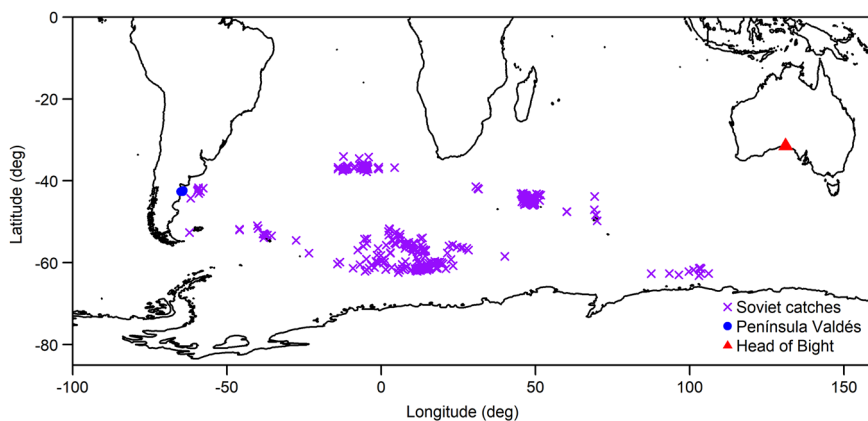 0
-20
-40
-60
-80
Latitude (deg)
Soviet catches
Península Valdés
Head of Bight
-100
-50
0
50
100
150
Longitude (deg)